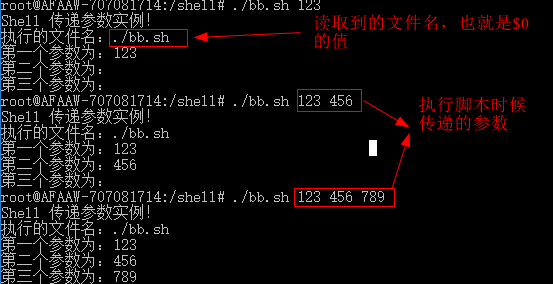 root@AFAAW-707081714:/shell# ./bb.sh 123
Shell 传递参数实例!
执行的文件名: ./bb.sh
第一个参数为: 123
第二个参数为:
第三个参数为:
root@AFAAW-707081714:/shell# ./bb.sh 123 456
Shell 传递参数实例!
执行的文件名: ./bb.sh
第一个参数为: 123
第二个参数为: 456
第三个参数为:
root@AFAAW-707081714:/shell# ./bb.sh 123 456 789
Shell 传递参数实例!
执行的文件名: ./bb.sh
第一个参数为: 123
第二个参数为: 456
第三个参数为: 789
读取到的文件名，也就是$0
的值
执行脚本时候
传递的参数